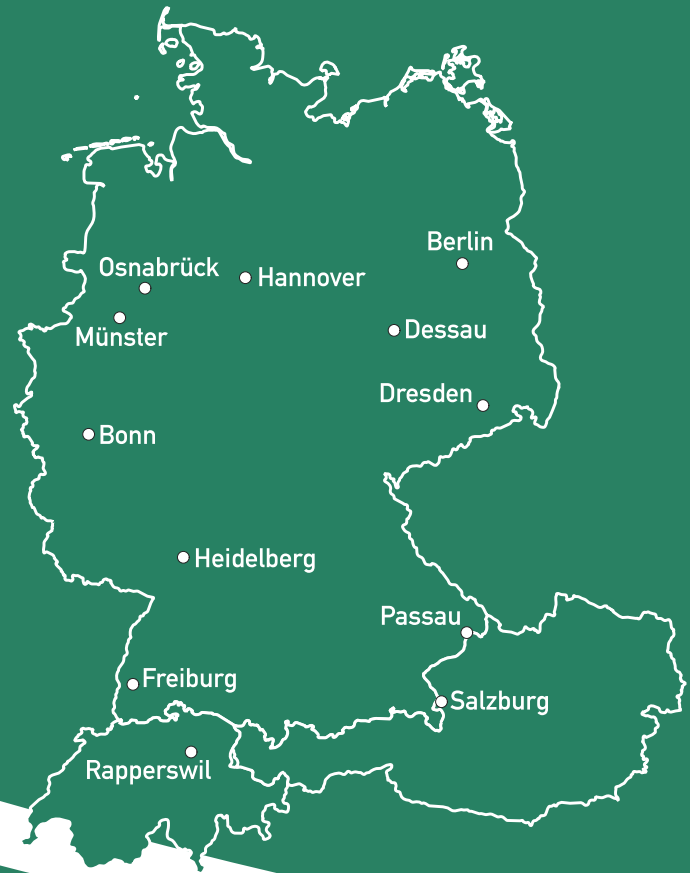 Berlin
Osnabrück
Hannover
Münster
Dessau
Dresden
Bonn
Heidelberg
Passau
Freiburg
Salzburg
Rapperswil